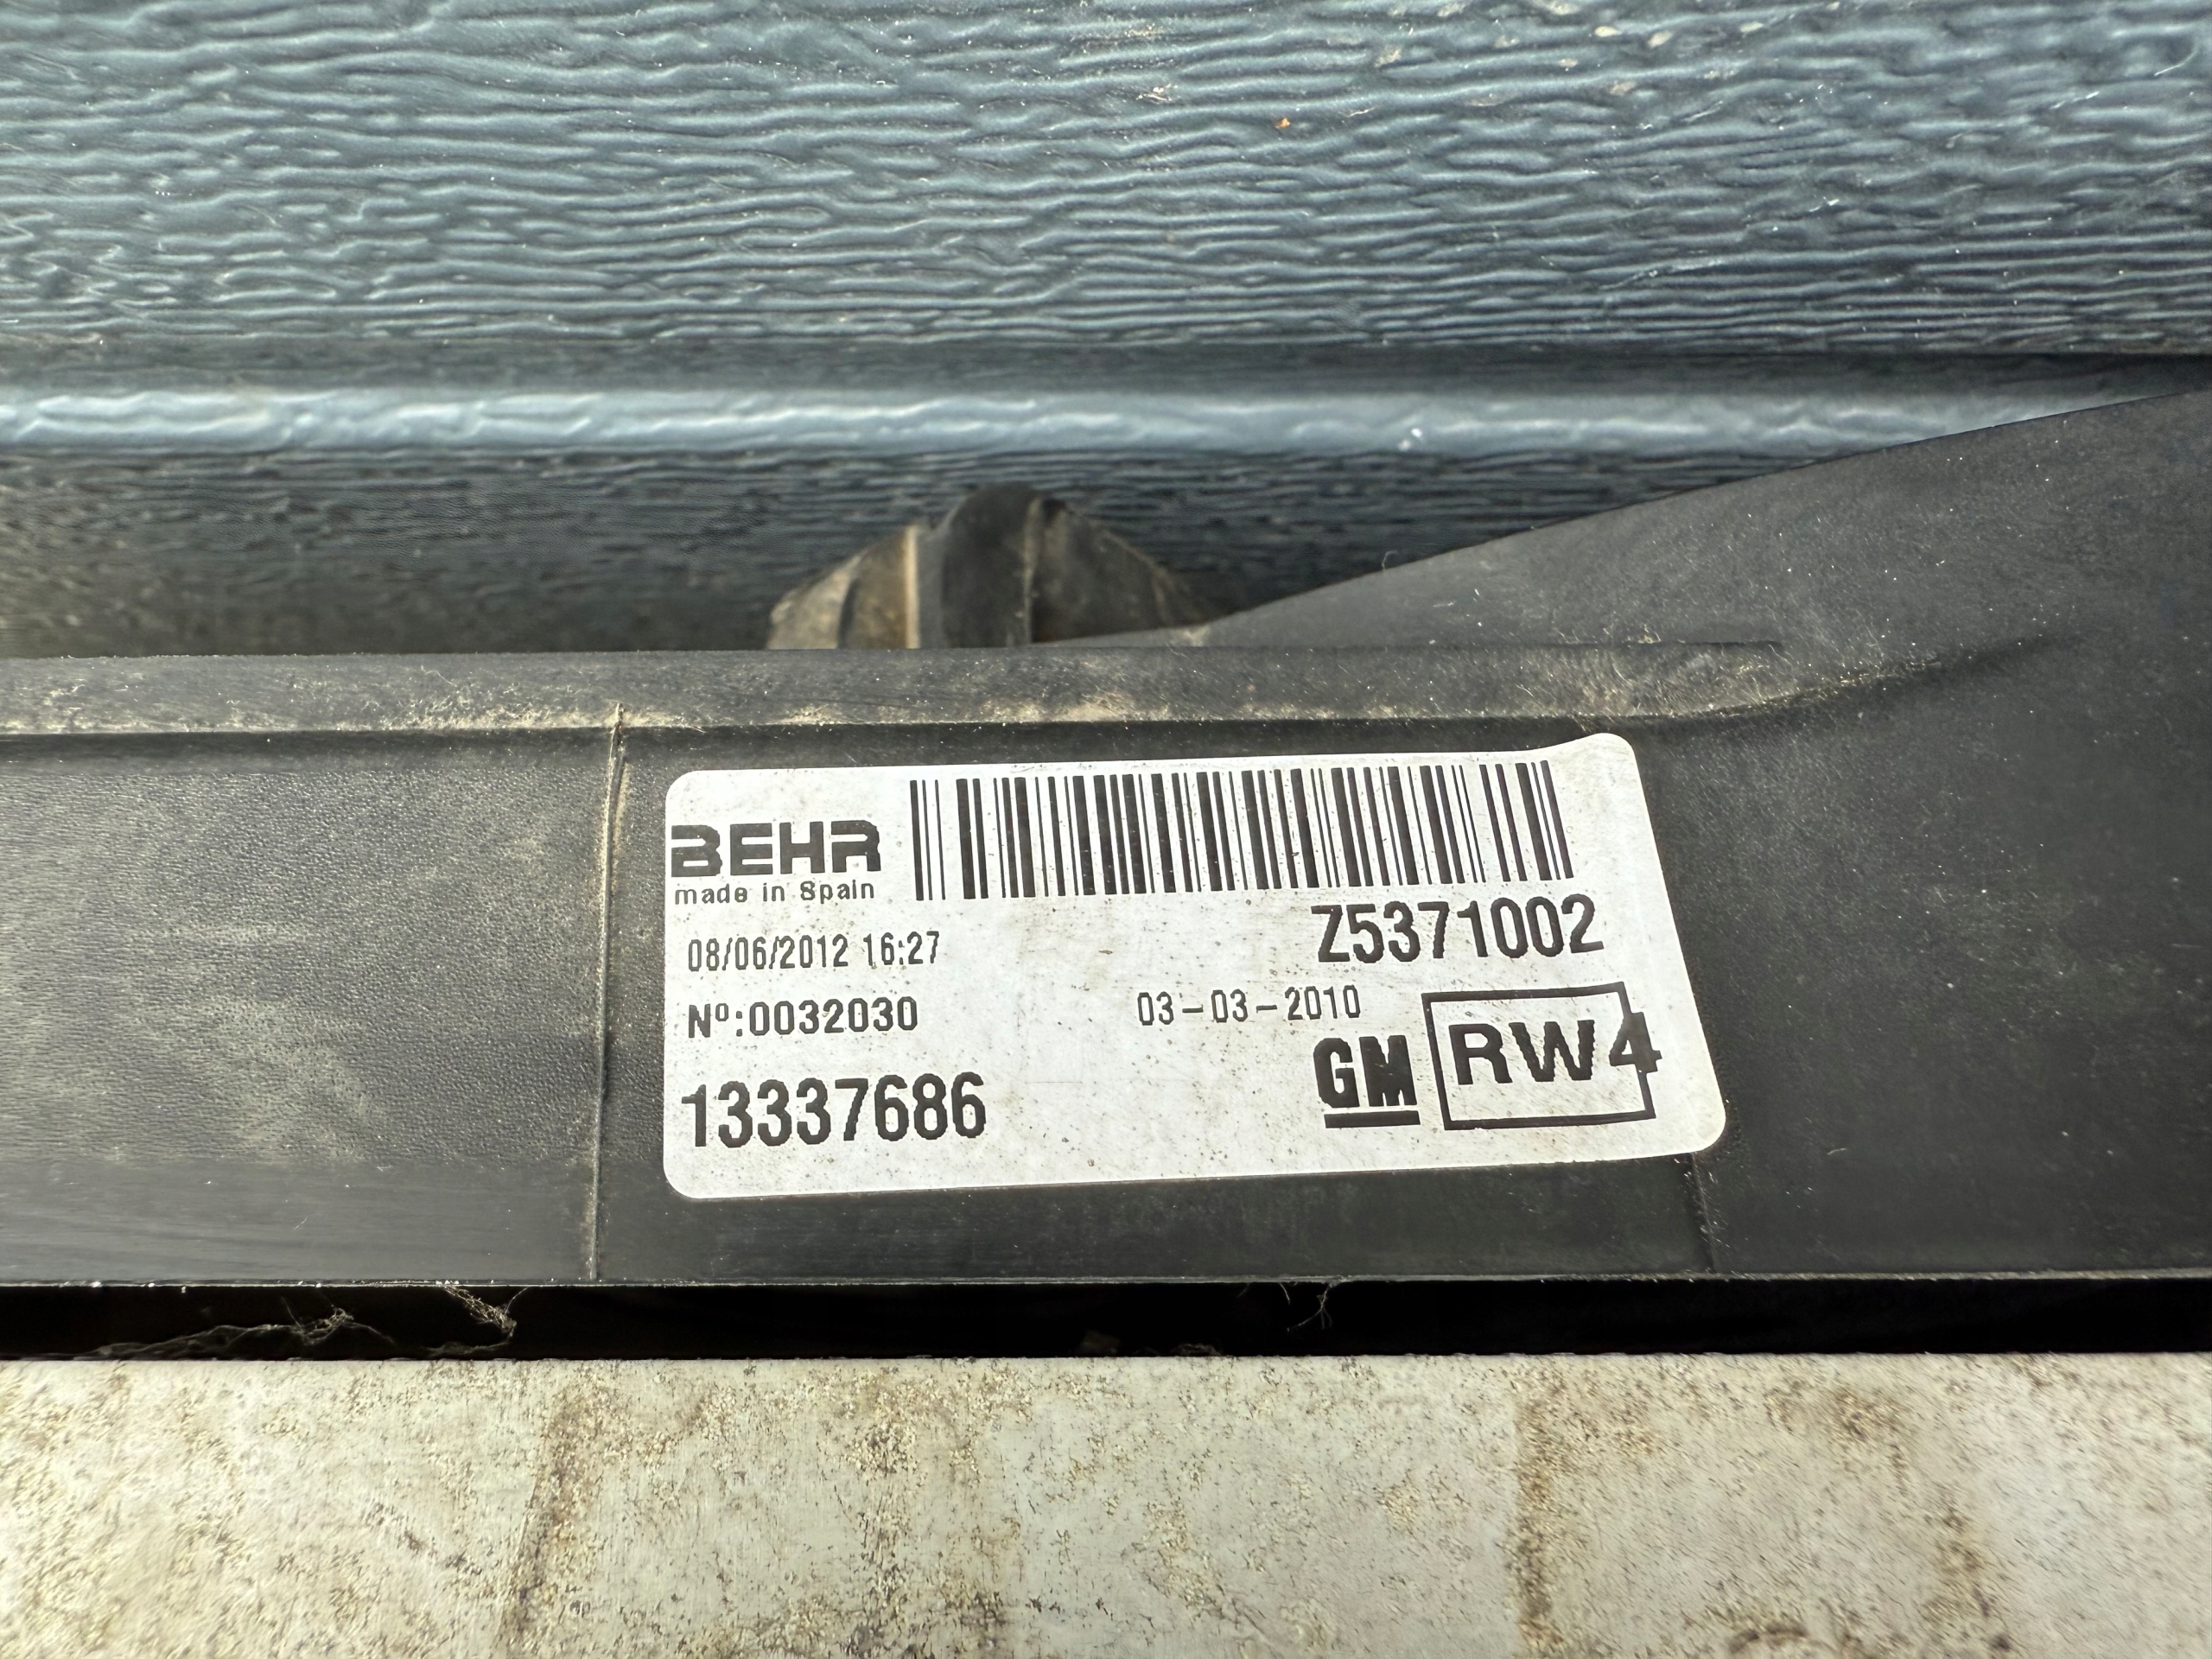 BEHR
made in Spain
Z5371002
08/06/2012 16:27
Nº:0032030
03-03-2010
GM
RW4
13337686